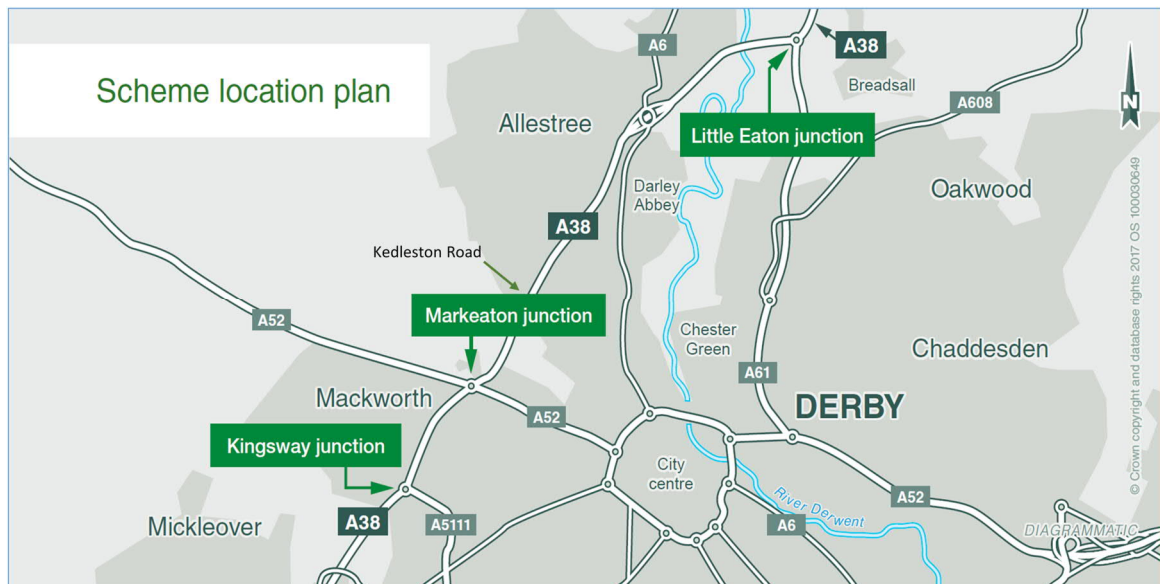 Scheme location plan
A6
A38
Breadsall
A608
N
Allestree
Little Eaton junction
Darley
Abbey
Oakwood
A38
Kedleston Road
Markeaton junction
A52
Chester
Green
Chaddesden
A61
Mackworth
A52
DERBY
Kingsway junction
City
centre
Mickleover
A38
A5111
River Derwent
A6
A52
DIAGRAMMATIC
© Crown copyright and database rights 2017 OS 100030649